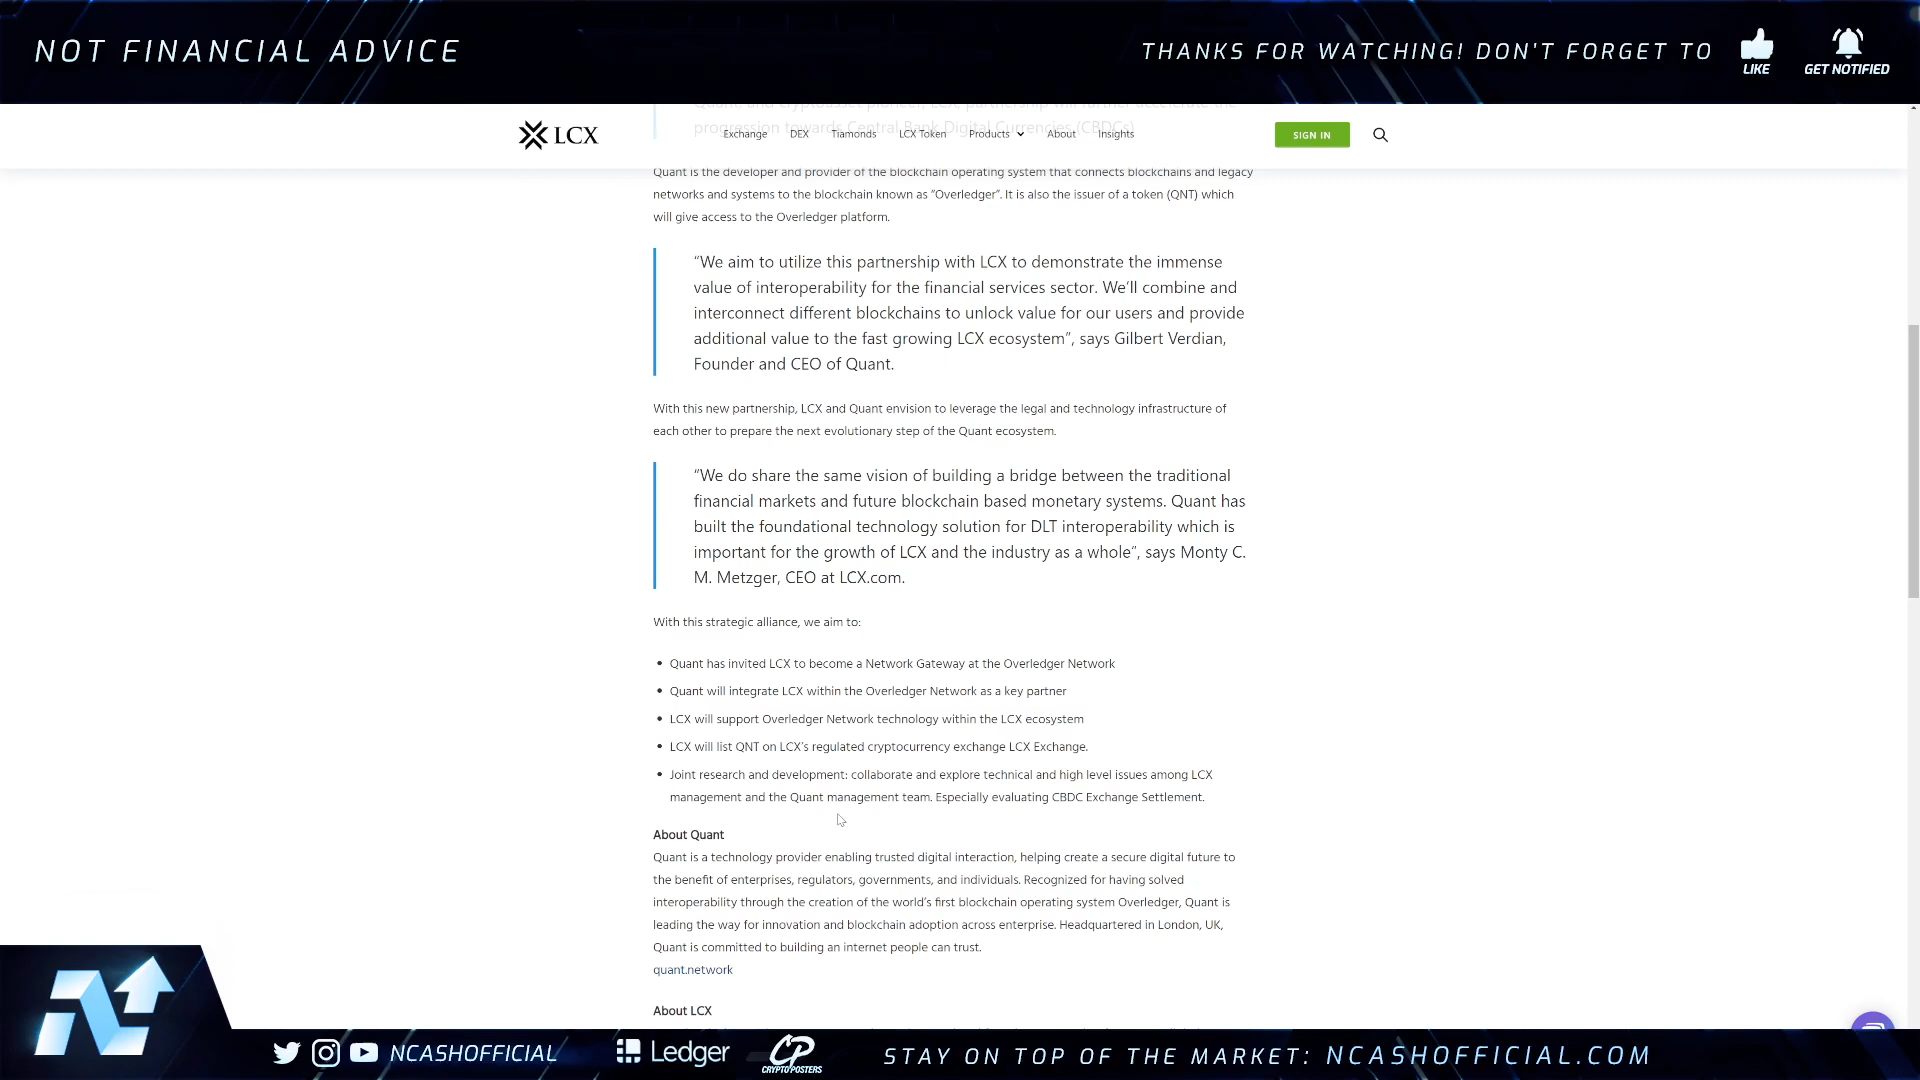 NOT FINANCIAL ADVICE
THANKS FOR WATCHING! DON'T FORGET TO
LIKE
GET NOTIFIED
progression towards Central Bank Digital Currencies (CBDCs)
LCX
Exchange
DEX
Tiamonds
LCX Token
Products
About
Insights
SIGN IN
Quant is the developer and provider of the blockchain operating system that connects blockchains and legacy
networks and systems to the blockchain known as “Overledger”. It is also the issuer of a token (QNT) which
will give access to the Overledger platform.
“We aim to utilize this partnership with LCX to demonstrate the immense
value of interoperability for the financial services sector. We’ll combine and
interconnect different blockchains to unlock value for our users and provide
additional value to the fast growing LCX ecosystem”, says Gilbert Verdian,
Founder and CEO of Quant.
With this new partnership, LCX and Quant envision to leverage the legal and technology infrastructure of
each other to prepare the next evolutionary step of the Quant ecosystem.
“We do share the same vision of building a bridge between the traditional
financial markets and future blockchain based monetary systems. Quant has
built the foundational technology solution for DLT interoperability which is
important for the growth of LCX and the industry as a whole”, says Monty C.
M. Metzger, CEO at LCX.com.
With this strategic alliance, we aim to:
• Quant has invited LCX to become a Network Gateway at the Overledger Network
• Quant will integrate LCX within the Overledger Network as a key partner
• LCX will support Overledger Network technology within the LCX ecosystem
• LCX will list QNT on LCX’s regulated cryptocurrency exchange LCX Exchange.
• Joint research and development: collaborate and explore technical and high level issues among LCX
management and the Quant management team. Especially evaluating CBDC Exchange Settlement.
About Quant
Quant is a technology provider enabling trusted digital interaction, helping create a secure digital future to
the benefit of enterprises, regulators, governments, and individuals. Recognized for having solved
interoperability through the creation of the world’s first blockchain operating system Overledger, Quant is
leading the way for innovation and blockchain adoption across enterprise. Headquartered in London, UK,
Quant is committed to building an internet people can trust.
quant.network
About LCX
NCASHOFFICIAL
Ledger
CP
CRYPTOPOSTERS
STAY ON TOP OF THE MARKET: NCASHOFFICIAL.COM